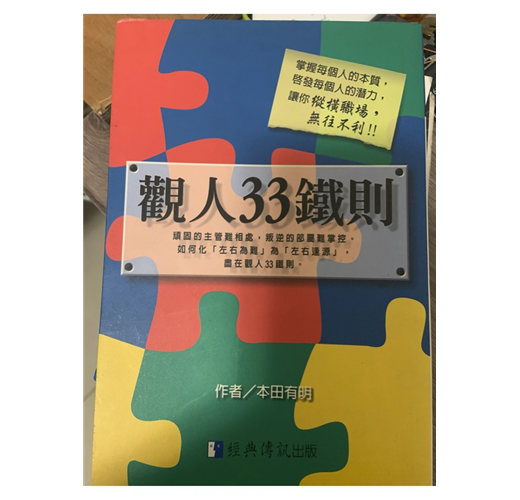 掌握每個人的本質，
啓發每個人的潛力，
讓你縱橫職場，
無往不利!!
觀人33鐵則
頑固的主管難相處，叛逆的部屬難掌控。
如何化「左右為難」為「左右逢源」，
盡在觀人33鐵則。
作者／本田有明
經典傳訊出版